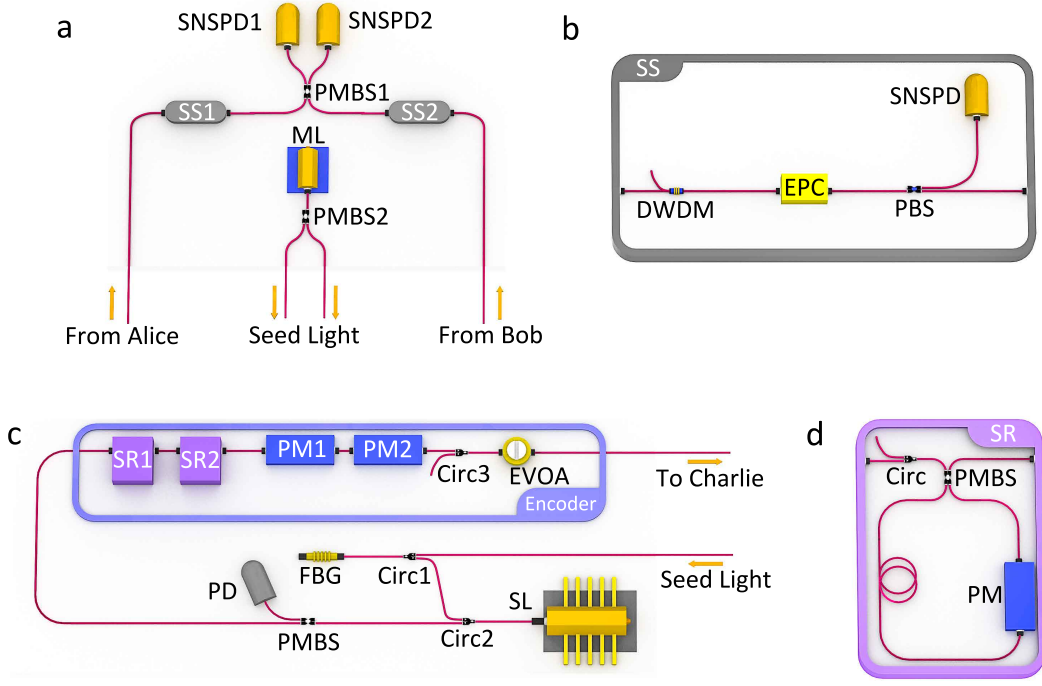 a
SNSPD1 SNSPD2
PMBS1
SS1 SS2
ML
PMBS2
From Alice Seed Light From Bob
b
SS
SNSPD
EPC
DWDM PBS
c
SR1 SR2 PM1 PM2
Circ3 EVOA To Charlie
Encoder
FBG Circ1 Seed Light
PD SL
PMBS Circ2
d
SR
Circ PMBS
PM